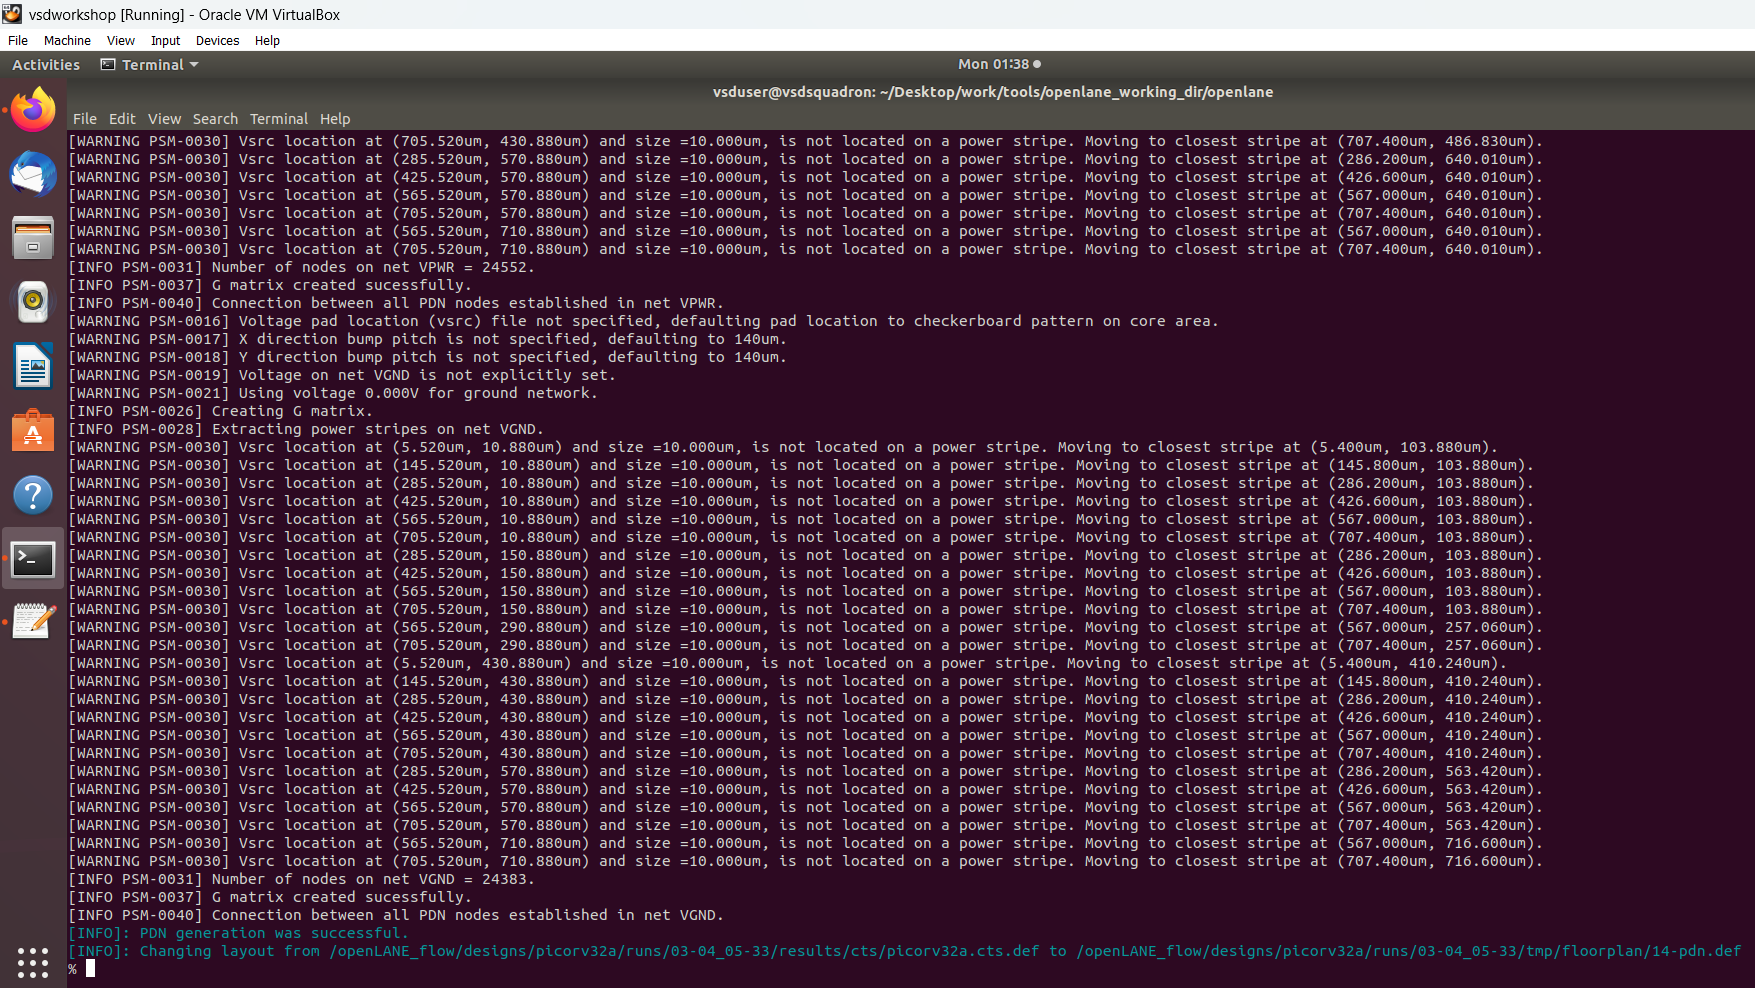 vsdworkshop [Running] - Oracle VM VirtualBox
File Machine View Input Devices Help
Activities Terminal Mon 01:38
vsduser@vsdsquadron: ~/Desktop/work/tools/openlane_working_dir/openlane
File Edit View Search Terminal Help
[WARNING PSM-0030] Vsrc location at (705.520um, 430.880um) and size =10.000um, is not located on a power stripe. Moving to closest stripe at (707.400um, 486.830um).
[WARNING PSM-0030] Vsrc location at (285.520um, 570.880um) and size =10.000um, is not located on a power stripe. Moving to closest stripe at (286.200um, 640.010um).
[WARNING PSM-0030] Vsrc location at (425.520um, 570.880um) and size =10.000um, is not located on a power stripe. Moving to closest stripe at (426.600um, 640.010um).
[WARNING PSM-0030] Vsrc location at (565.520um, 570.880um) and size =10.000um, is not located on a power stripe. Moving to closest stripe at (567.000um, 640.010um).
[WARNING PSM-0030] Vsrc location at (705.520um, 570.880um) and size =10.000um, is not located on a power stripe. Moving to closest stripe at (707.400um, 640.010um).
[WARNING PSM-0030] Vsrc location at (565.520um, 710.880um) and size =10.000um, is not located on a power stripe. Moving to closest stripe at (567.000um, 640.010um).
[WARNING PSM-0030] Vsrc location at (705.520um, 710.880um) and size =10.000um, is not located on a power stripe. Moving to closest stripe at (707.400um, 640.010um).
[INFO PSM-0031] Number of nodes on net VPWR = 24552.
[INFO PSM-0037] G matrix created sucessfully.
[INFO PSM-0040] Connection between all PDN nodes established in net VPWR.
[WARNING PSM-0016] Voltage pad location (vsrc) file not specified, defaulting pad location to checkerboard pattern on core area.
[WARNING PSM-0017] X direction bump pitch is not specified, defaulting to 140um.
[WARNING PSM-0018] Y direction bump pitch is not specified, defaulting to 140um.
[WARNING PSM-0019] Voltage on net VGND is not explicitly set.
[WARNING PSM-0021] Using voltage 0.000V for ground network.
[INFO PSM-0026] Creating G matrix.
[INFO PSM-0028] Extracting power stripes on net VGND.
[WARNING PSM-0030] Vsrc location at (5.520um, 10.880um) and size =10.000um, is not located on a power stripe. Moving to closest stripe at (5.400um, 103.880um).
[WARNING PSM-0030] Vsrc location at (145.520um, 10.880um) and size =10.000um, is not located on a power stripe. Moving to closest stripe at (145.800um, 103.880um).
[WARNING PSM-0030] Vsrc location at (285.520um, 10.880um) and size =10.000um, is not located on a power stripe. Moving to closest stripe at (286.200um, 103.880um).
[WARNING PSM-0030] Vsrc location at (425.520um, 10.880um) and size =10.000um, is not located on a power stripe. Moving to closest stripe at (426.600um, 103.880um).
[WARNING PSM-0030] Vsrc location at (565.520um, 10.880um) and size =10.000um, is not located on a power stripe. Moving to closest stripe at (567.000um, 103.880um).
[WARNING PSM-0030] Vsrc location at (705.520um, 10.880um) and size =10.000um, is not located on a power stripe. Moving to closest stripe at (707.400um, 103.880um).
[WARNING PSM-0030] Vsrc location at (285.520um, 150.880um) and size =10.000um, is not located on a power stripe. Moving to closest stripe at (286.200um, 103.880um).
[WARNING PSM-0030] Vsrc location at (425.520um, 150.880um) and size =10.000um, is not located on a power stripe. Moving to closest stripe at (426.600um, 103.880um).
[WARNING PSM-0030] Vsrc location at (565.520um, 150.880um) and size =10.000um, is not located on a power stripe. Moving to closest stripe at (567.000um, 103.880um).
[WARNING PSM-0030] Vsrc location at (705.520um, 150.880um) and size =10.000um, is not located on a power stripe. Moving to closest stripe at (707.400um, 103.880um).
[WARNING PSM-0030] Vsrc location at (565.520um, 290.880um) and size =10.000um, is not located on a power stripe. Moving to closest stripe at (567.000um, 257.060um).
[WARNING PSM-0030] Vsrc location at (705.520um, 290.880um) and size =10.000um, is not located on a power stripe. Moving to closest stripe at (707.400um, 257.060um).
[WARNING PSM-0030] Vsrc location at (5.520um, 430.880um) and size =10.000um, is not located on a power stripe. Moving to closest stripe at (5.400um, 410.240um).
[WARNING PSM-0030] Vsrc location at (145.520um, 430.880um) and size =10.000um, is not located on a power stripe. Moving to closest stripe at (145.800um, 410.240um).
[WARNING PSM-0030] Vsrc location at (285.520um, 430.880um) and size =10.000um, is not located on a power stripe. Moving to closest stripe at (286.200um, 410.240um).
[WARNING PSM-0030] Vsrc location at (425.520um, 430.880um) and size =10.000um, is not located on a power stripe. Moving to closest stripe at (426.600um, 410.240um).
[WARNING PSM-0030] Vsrc location at (565.520um, 430.880um) and size =10.000um, is not located on a power stripe. Moving to closest stripe at (567.000um, 410.240um).
[WARNING PSM-0030] Vsrc location at (705.520um, 430.880um) and size =10.000um, is not located on a power stripe. Moving to closest stripe at (707.400um, 410.240um).
[WARNING PSM-0030] Vsrc location at (285.520um, 570.880um) and size =10.000um, is not located on a power stripe. Moving to closest stripe at (286.200um, 563.420um).
[WARNING PSM-0030] Vsrc location at (425.520um, 570.880um) and size =10.000um, is not located on a power stripe. Moving to closest stripe at (426.600um, 563.420um).
[WARNING PSM-0030] Vsrc location at (565.520um, 570.880um) and size =10.000um, is not located on a power stripe. Moving to closest stripe at (567.000um, 563.420um).
[WARNING PSM-0030] Vsrc location at (705.520um, 570.880um) and size =10.000um, is not located on a power stripe. Moving to closest stripe at (707.400um, 563.420um).
[WARNING PSM-0030] Vsrc location at (565.520um, 710.880um) and size =10.000um, is not located on a power stripe. Moving to closest stripe at (567.000um, 716.600um).
[WARNING PSM-0030] Vsrc location at (705.520um, 710.880um) and size =10.000um, is not located on a power stripe. Moving to closest stripe at (707.400um, 716.600um).
[INFO PSM-0031] Number of nodes on net VGND = 24383.
[INFO PSM-0037] G matrix created sucessfully.
[INFO PSM-0040] Connection between all PDN nodes established in net VGND.
[INFO]: PDN generation was successful.
[INFO]: Changing layout from /openLANE_flow/designs/picorv32a/runs/03-04_05-33/results/cts/picorv32a.cts.def to /openLANE_flow/designs/picorv32a/runs/03-04_05-33/tmp/floorplan/14-pdn.def
%